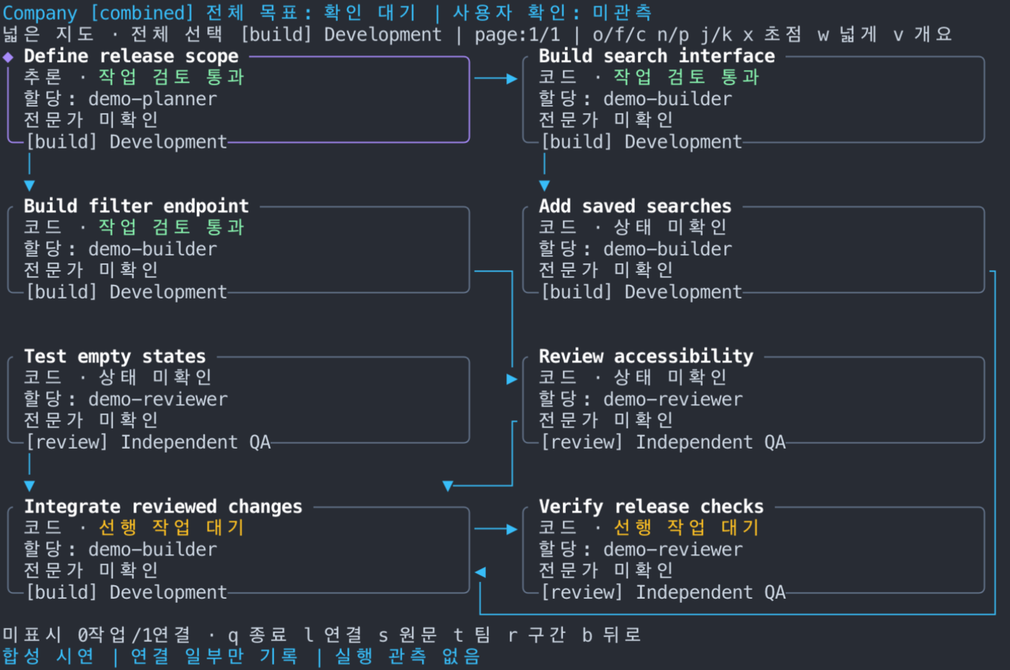 Company [combined] 전체 목표: 확인 대기 | 사용자 확인: 미관측
넓은 지도 · 전체 선택 [build] Development | page:1/1 | o/f/c n/p j/k x 초점 w 넓게 v 개요
Define release scope
추론 · 작업 검토 통과
할당: demo-planner
전문가 미확인
[build] Development
Build search interface
코드 · 작업 검토 통과
할당: demo-builder
전문가 미확인
[build] Development
Build filter endpoint
코드 · 작업 검토 통과
할당: demo-builder
전문가 미확인
[build] Development
Add saved searches
코드 · 상태 미확인
할당: demo-builder
전문가 미확인
[build] Development
Test empty states
코드 · 상태 미확인
할당: demo-reviewer
전문가 미확인
[review] Independent QA
Review accessibility
코드 · 상태 미확인
할당: demo-reviewer
전문가 미확인
[review] Independent QA
Integrate reviewed changes
코드 · 선행 작업 대기
할당: demo-builder
전문가 미확인
[build] Development
Verify release checks
코드 · 선행 작업 대기
할당: demo-reviewer
전문가 미확인
[review] Independent QA
미표시 0작업/1연결 · q 종료 l 연결 s 원문 t 팀 r 구간 b 뒤로
합성 시연 | 연결 일부만 기록 | 실행 관측 없음